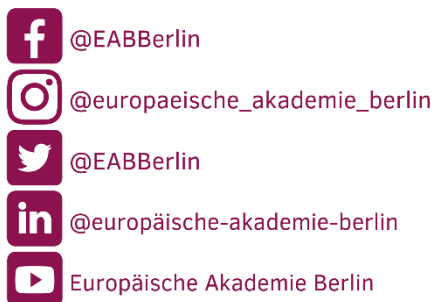 @EABBerlin
@europaeische_akademie_berlin
@EABBerlin
@europäische-akademie-berlin
Europäische Akademie Berlin